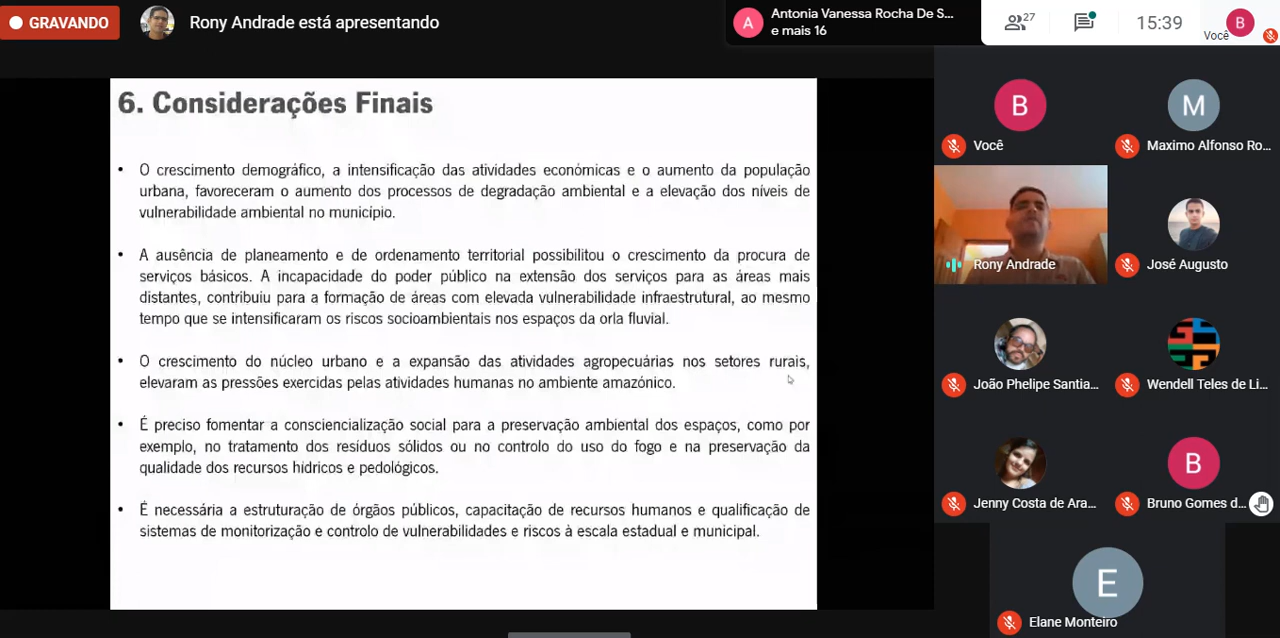 GRAVANDO
Rony Andrade está apresentando
A
Antonia Vanessa Rocha De S...
e mais 16
27
15:39
B
Você
6. Considerações Finais
• O crescimento demográfico, a intensificação das atividades económicas e o aumento da população
urbana, favoreceram o aumento dos processos de degradação ambiental e a elevação dos níveis de
vulnerabilidade ambiental no município.
• A ausência de planeamento e de ordenamento territorial possibilitou o crescimento da procura de
serviços básicos. A incapacidade do poder público na extensão dos serviços para as áreas mais
distantes, contribuiu para a formação de áreas com elevada vulnerabilidade infraestrutural, ao mesmo
tempo que se intensificaram os riscos socioambientais nos espaços da orla fluvial.
• O crescimento do núcleo urbano e a expansão das atividades agropecuárias nos setores rurais,
elevaram as pressões exercidas pelas atividades humanas no ambiente amazónico.
• É preciso fomentar a consciencialização social para a preservação ambiental dos espaços, como por
exemplo, no tratamento dos resíduos sólidos ou no controlo do uso do fogo e na preservação da
qualidade dos recursos hídricos e pedológicos.
• É necessária a estruturação de órgãos públicos, capacitação de recursos humanos e qualificação de
sistemas de monitorização e controlo de vulnerabilidades e riscos à escala estadual e municipal.
B
Você
M
Maximo Alfonso Ro...
Rony Andrade
José Augusto
João Phelipe Santia...
Wendell Teles de Li...
Jenny Costa de Ara...
B
Bruno Gomes d...
E
Elane Monteiro